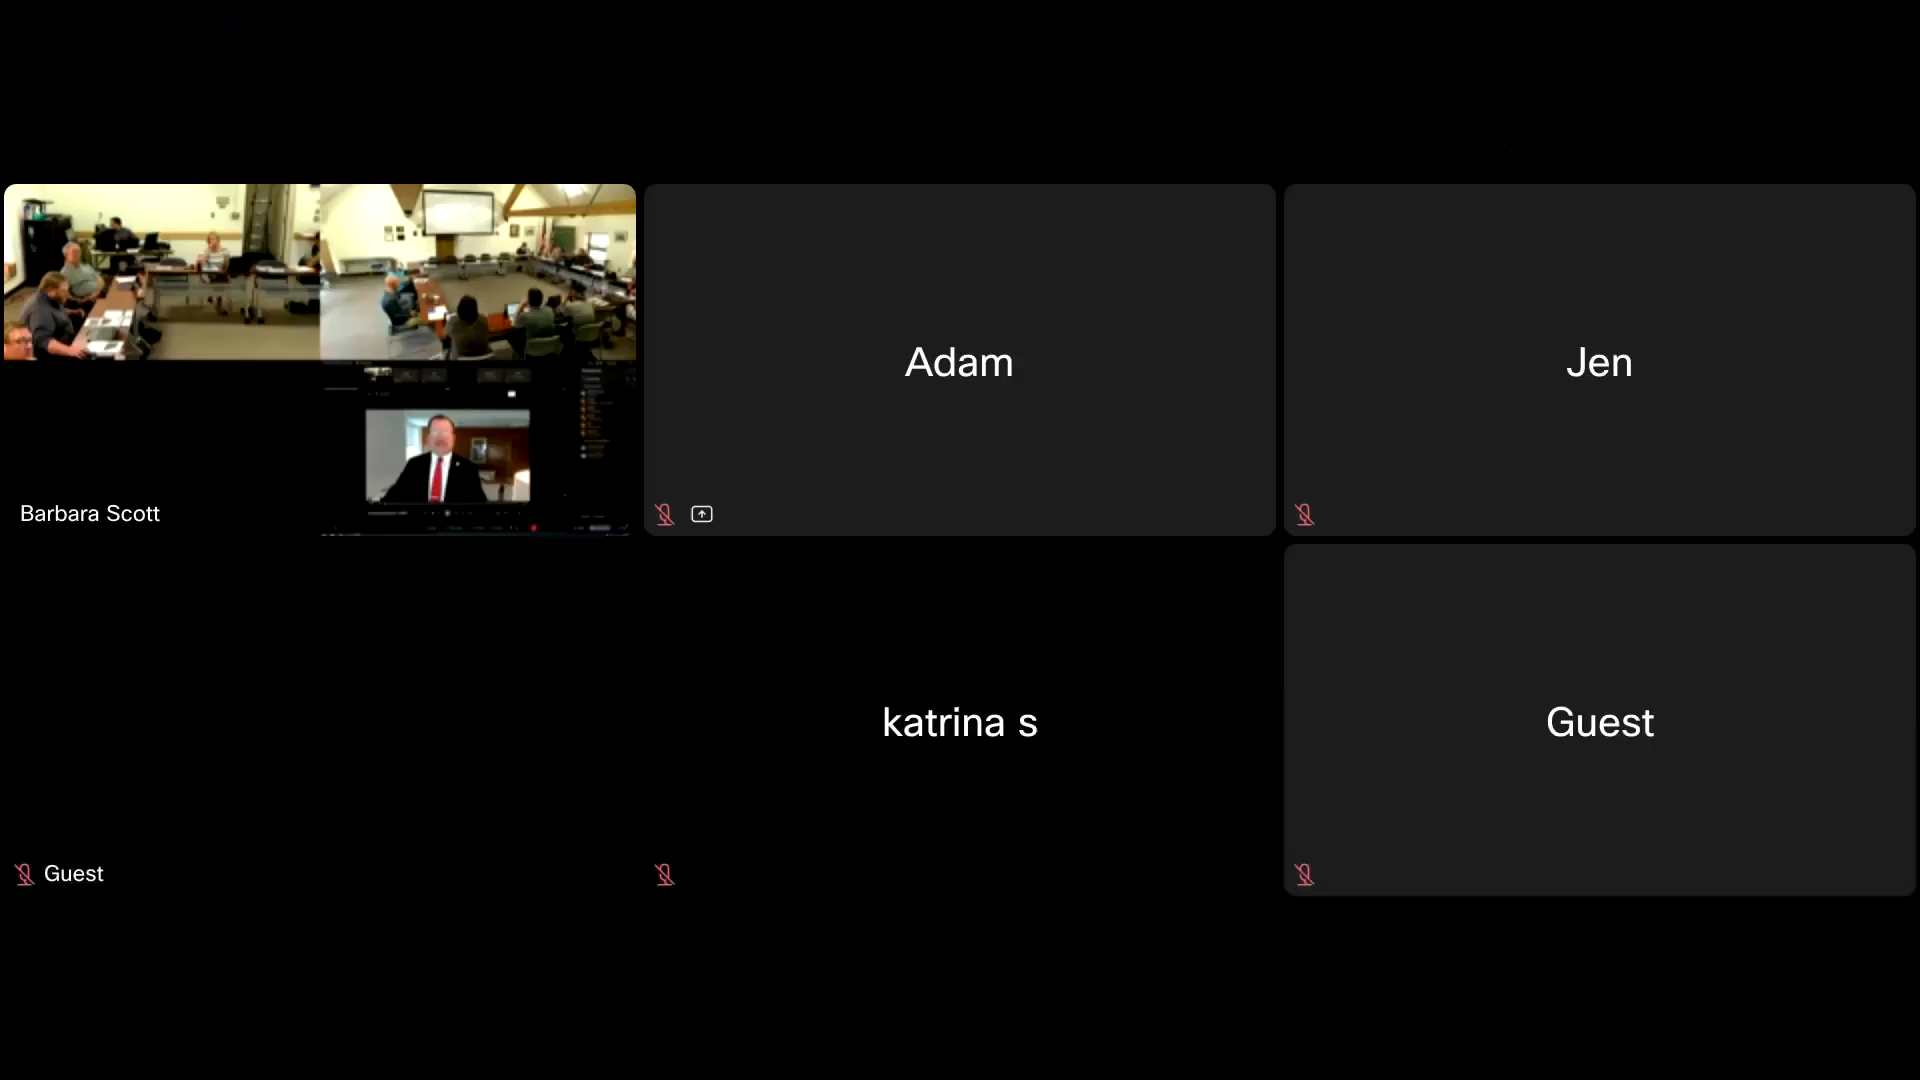 Adam
Jen
Barbara Scott
katrina s
Guest
Guest